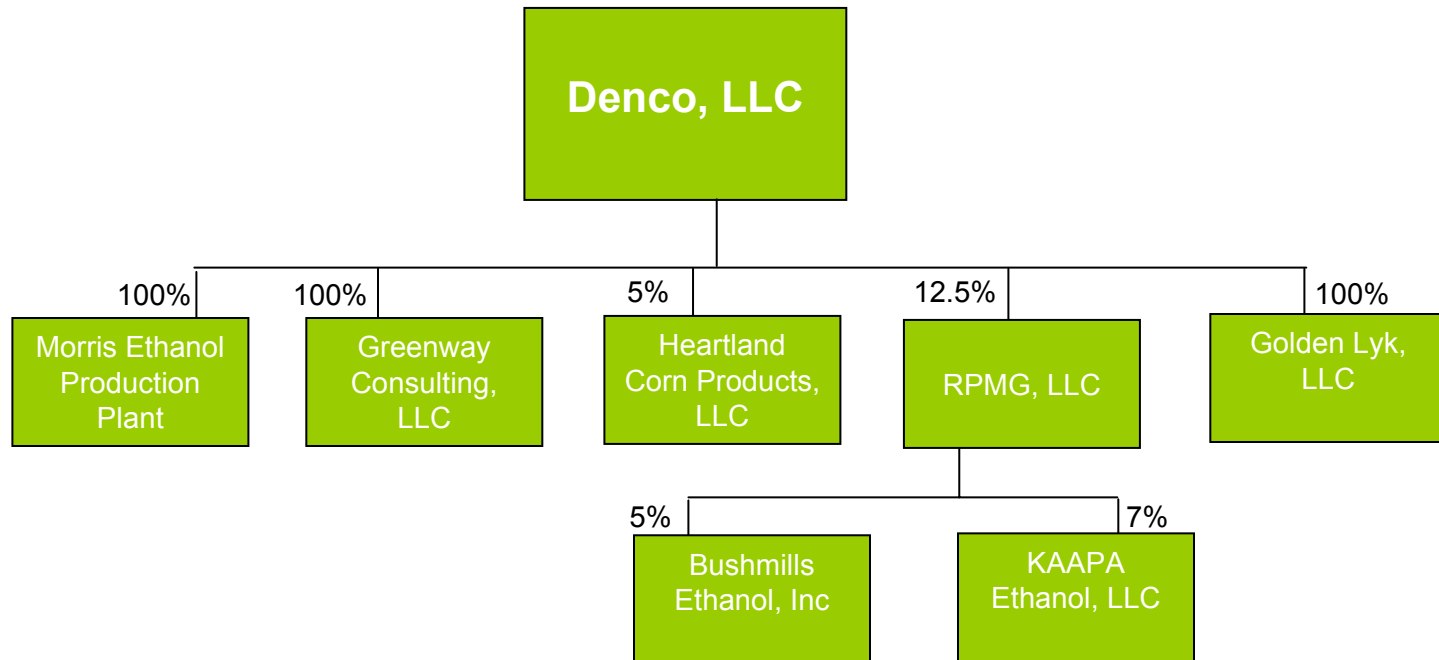 Denco, LLC
100%
100%
5%
12.5%
100%
Morris Ethanol
Production
Plant
Greenway
Consulting,
LLC
Heartland
Corn Products,
LLC
RPMG, LLC
Golden Lyk,
LLC
5%
7%
Bushmills
Ethanol, Inc
KAAPA
Ethanol, LLC